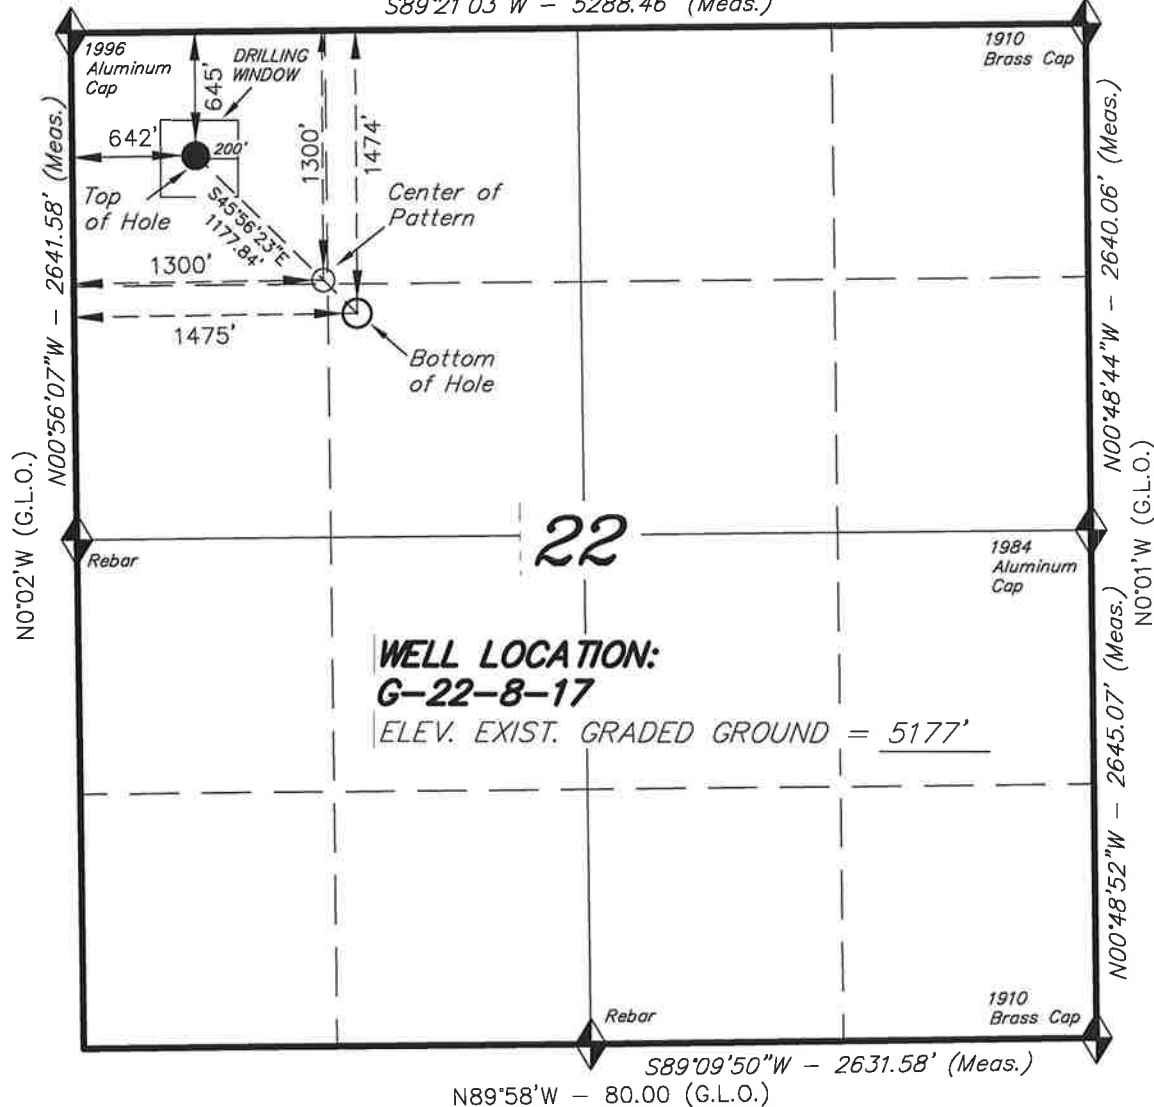 S89°21'03"W - 5288.46' (Meas.)
1996
Aluminum
Cap
DRILLING
WINDOW
1910
Brass Cap
645'
642'
200'
1300'
1474'
Top
of Hole
Center of
Pattern
S45°56'23"E
1177.84'
1300'
1475'
Bottom
of Hole
N00°56'07"W - 2641.58' (Meas.)
N0°02'W (G.L.O.)
N00°48'44"W - 2640.06' (Meas.)
N0°01'W (G.L.O.)
Rebar
22
1984
Aluminum
Cap
WELL LOCATION:
G-22-8-17
ELEV. EXIST. GRADED GROUND = 5177'
N00°48'52"W - 2645.07' (Meas.)
Rebar
1910
Brass Cap
S89°09'50"W - 2631.58' (Meas.)
N89°58'W - 80.00 (G.L.O.)